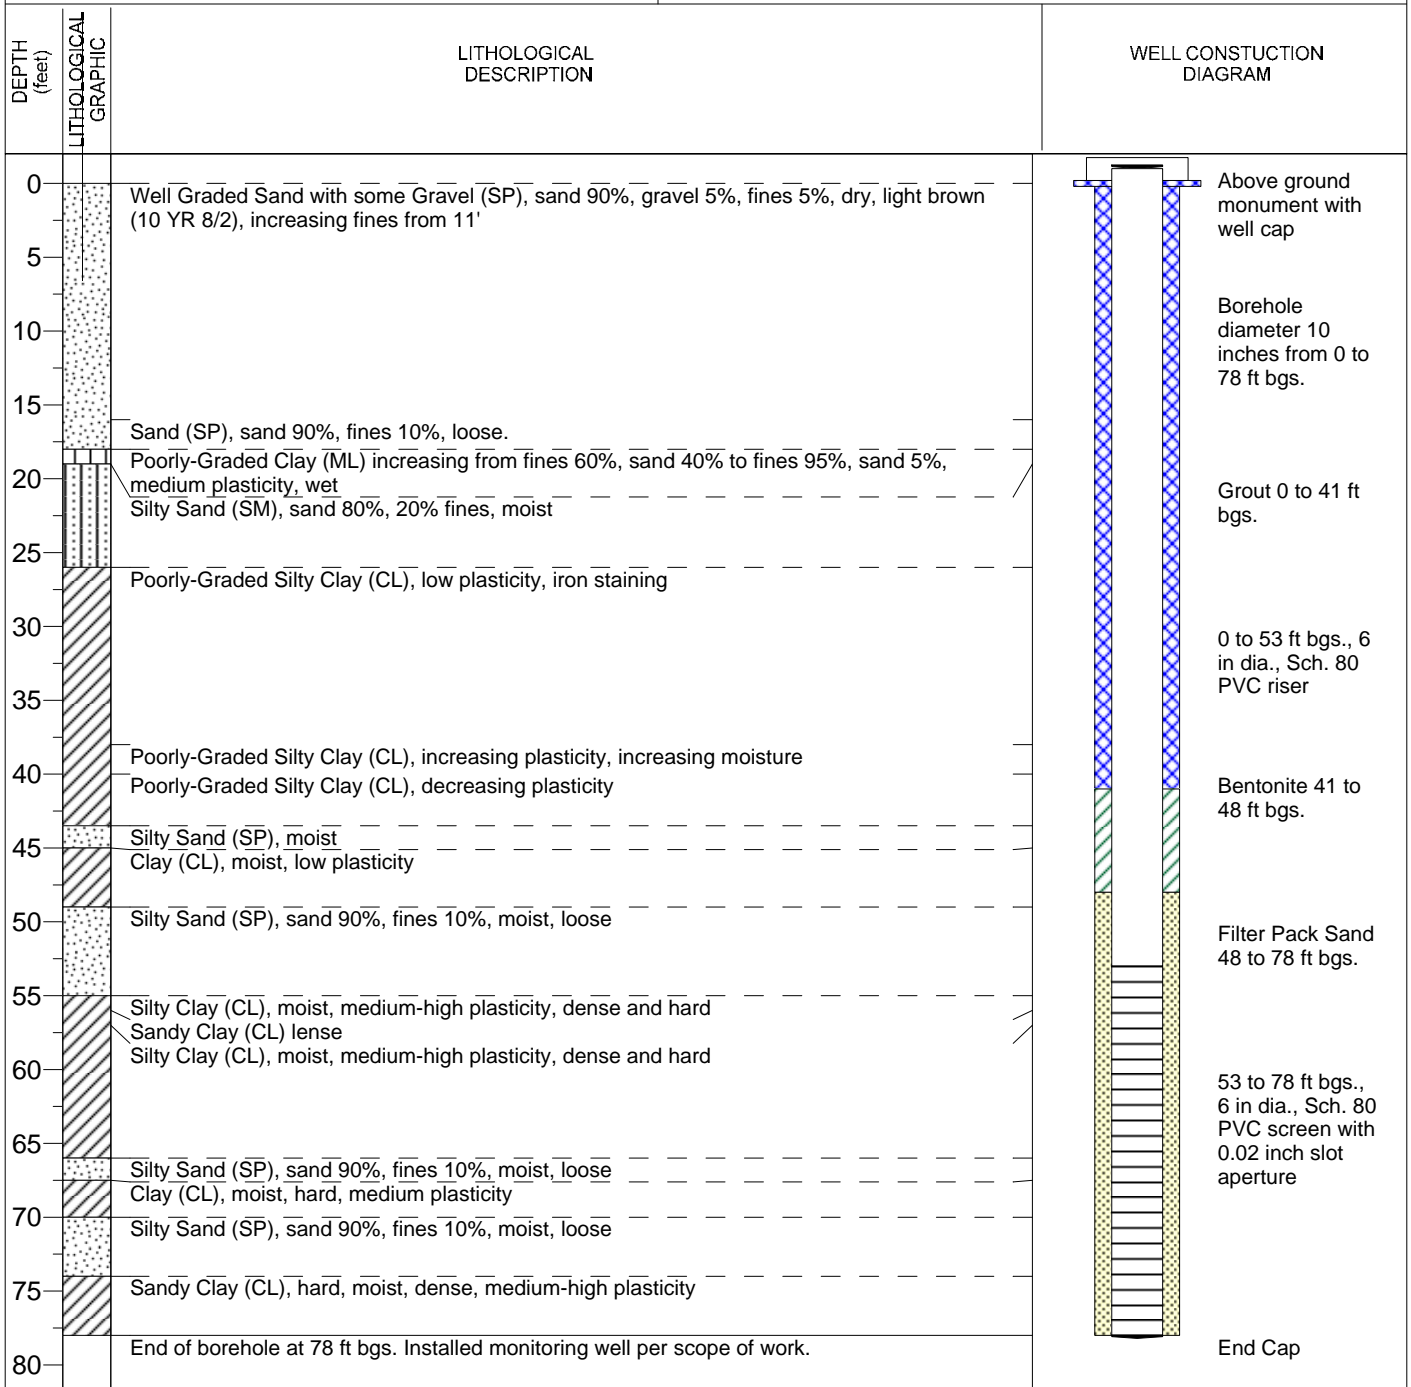 DEPTH
(feet)
LITHOLOGICAL
GRAPHIC
LITHOLOGICAL
DESCRIPTION
WELL CONSTUCTION
DIAGRAM
0
5
10
15
20
25
30
35
40
45
50
55
60
65
70
75
80
Well Graded Sand with some Gravel (SP), sand 90%, gravel 5%, fines 5%, dry, light brown
(10 YR 8/2), increasing fines from 11'
Sand (SP), sand 90%, fines 10%, loose.
Poorly-Graded Clay (ML) increasing from fines 60%, sand 40% to fines 95%, sand 5%,
medium plasticity, wet
Silty Sand (SM), sand 80%, 20% fines, moist
Poorly-Graded Silty Clay (CL), low plasticity, iron staining
Poorly-Graded Silty Clay (CL), increasing plasticity, increasing moisture
Poorly-Graded Silty Clay (CL), decreasing plasticity
Silty Sand (SP), moist
Clay (CL), moist, low plasticity
Silty Sand (SP), sand 90%, fines 10%, moist, loose
Silty Clay (CL), moist, medium-high plasticity, dense and hard
Sandy Clay (CL) lense
Silty Clay (CL), moist, medium-high plasticity, dense and hard
Silty Sand (SP), sand 90%, fines 10%, moist, loose
Clay (CL), moist, hard, medium plasticity
Silty Sand (SP), sand 90%, fines 10%, moist, loose
Sandy Clay (CL), hard, moist, dense, medium-high plasticity
End of borehole at 78 ft bgs. Installed monitoring well per scope of work.
Above ground
monument with
well cap
Borehole
diameter 10
inches from 0 to
78 ft bgs.
Grout 0 to 41 ft
bgs.
0 to 53 ft bgs., 6
in dia., Sch. 80
PVC riser
Bentonite 41 to
48 ft bgs.
Filter Pack Sand
48 to 78 ft bgs.
53 to 78 ft bgs.,
6 in dia., Sch. 80
PVC screen with
0.02 inch slot
aperture
End Cap